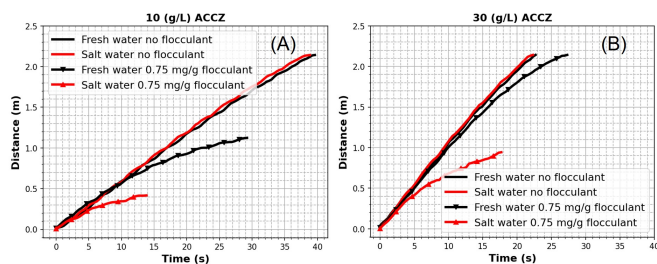 10 (g/L) ACCZ
(A)
Fresh water no flocculant
Salt water no flocculant
Fresh water 0.75 mg/g flocculant
Salt water 0.75 mg/g flocculant
Distance (m)
2.5
2.0
1.5
1.0
0.5
0.0
0 5 10 15 20 25 30 35 40
Time (s)
30 (g/L) ACCZ
(B)
Distance (m)
2.5
2.0
1.5
1.0
0.5
0.0
Fresh water no flocculant
Salt water no flocculant
Fresh water 0.75 mg/g flocculant
Salt water 0.75 mg/g flocculant
0 5 10 15 20 25 30 35 40
Time (s)